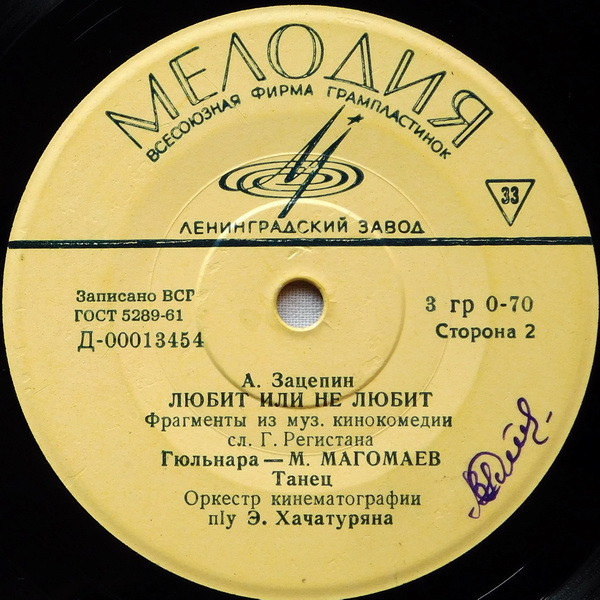 МЕЛОДИЯ
ВСЕСОЮЗНАЯ ФИРМА ГРАМПЛАСТИНОК
ЛЕНИНГРАДСКИЙ ЗАВОД
33
Записано ВСГ
ГОСТ 5289-61
Д-00013454
3 гр 0-70
Сторона 2
А. Зацепин
ЛЮБИТ ИЛИ НЕ ЛЮБИТ
Фрагменты из муз. кинокомедии
сл. Г. Регистана
Гюльнара — М. МАГОМАЕВ
Танец
Оркестр кинематографии
п/у Э. Хачатуряна